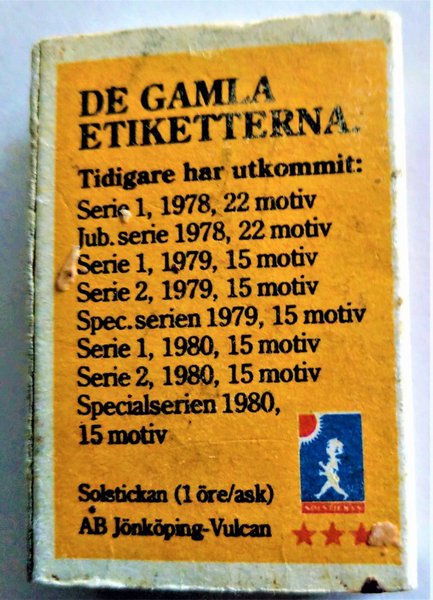 DE GAMLA
ETIKETTERNA.
Tidigare har utkommit:
Serie 1, 1978, 22 motiv
Jub. serie 1978, 22 motiv
Serie 1, 1979, 15 motiv
Serie 2, 1979, 15 motiv
Spec. serien 1979, 15 motiv
Serie 1, 1980, 15 motiv
Serie 2, 1980, 15 motiv
Specialserien 1980,
15 motiv
Solstickan (1 öre/ask)
AB Jönköping-Vulcan
SOLSTICKAN